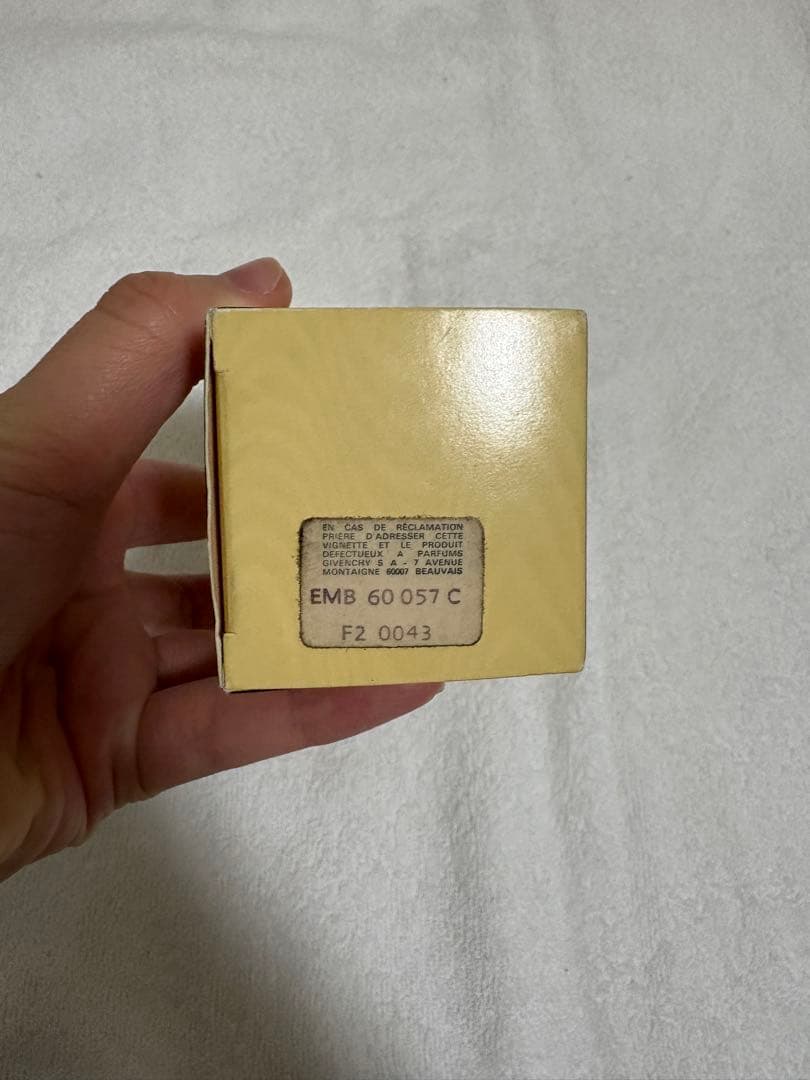 EN CAS DE RÉCLAMATION
PRIÈRE D'ADRESSER CETTE
VIGNETTE ET LE PRODUIT
DEFECTUEUX A PARFUMS
GIVENCHY S A - 7 AVENUE
MONTAIGNE 60007 BEAUVAIS
EMB 60 057 C
F2 0043